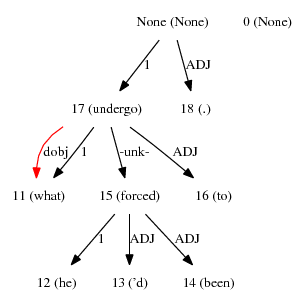 None (None) 0 (None)
1 ADJ
17 (undergo) 18 (.)
dobj 1 -unk- ADJ
11 (what) 15 (forced) 16 (to)
1 ADJ ADJ
12 (he) 13 ('d) 14 (been)